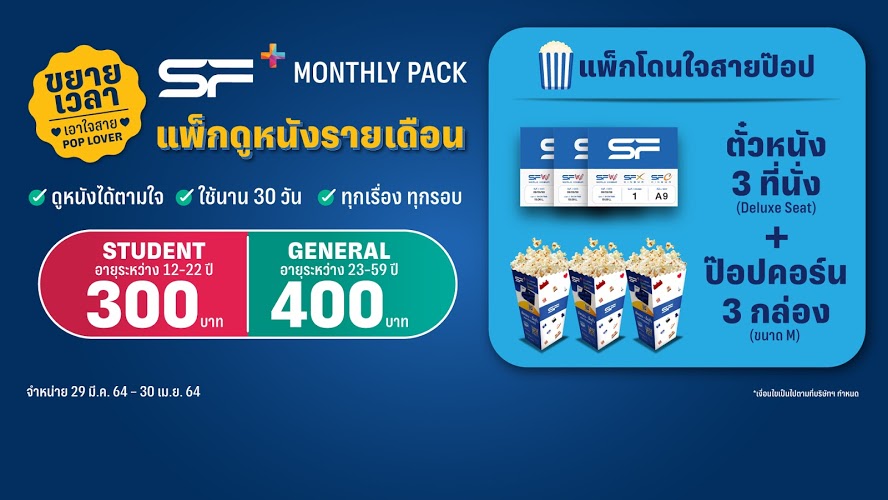 ขยาย
เวลา
เอาใจสาย
POP LOVER
SF+ MONTHLY PACK
แพ็กดูหนังรายเดือน
ดูหนังได้ตามใจ ใช้นาน 30 วัน ทุกเรื่อง ทุกรอบ
STUDENT
อายุระหว่าง 12-22 ปี
300 บาท
GENERAL
อายุระหว่าง 23-59 ปี
400 บาท
จำหน่าย 29 มี.ค. 64 – 30 เม.ย. 64
แพ็กโดนใจสายป๊อป
SF
SFW SFX SFC
1 A9
ตั๋วหนัง
3 ที่นั่ง
(Deluxe Seat)
+
ป๊อปคอร์น
3 กล่อง
(ขนาด M)
*เงื่อนไขเป็นไปตามที่บริษัทฯ กำหนด